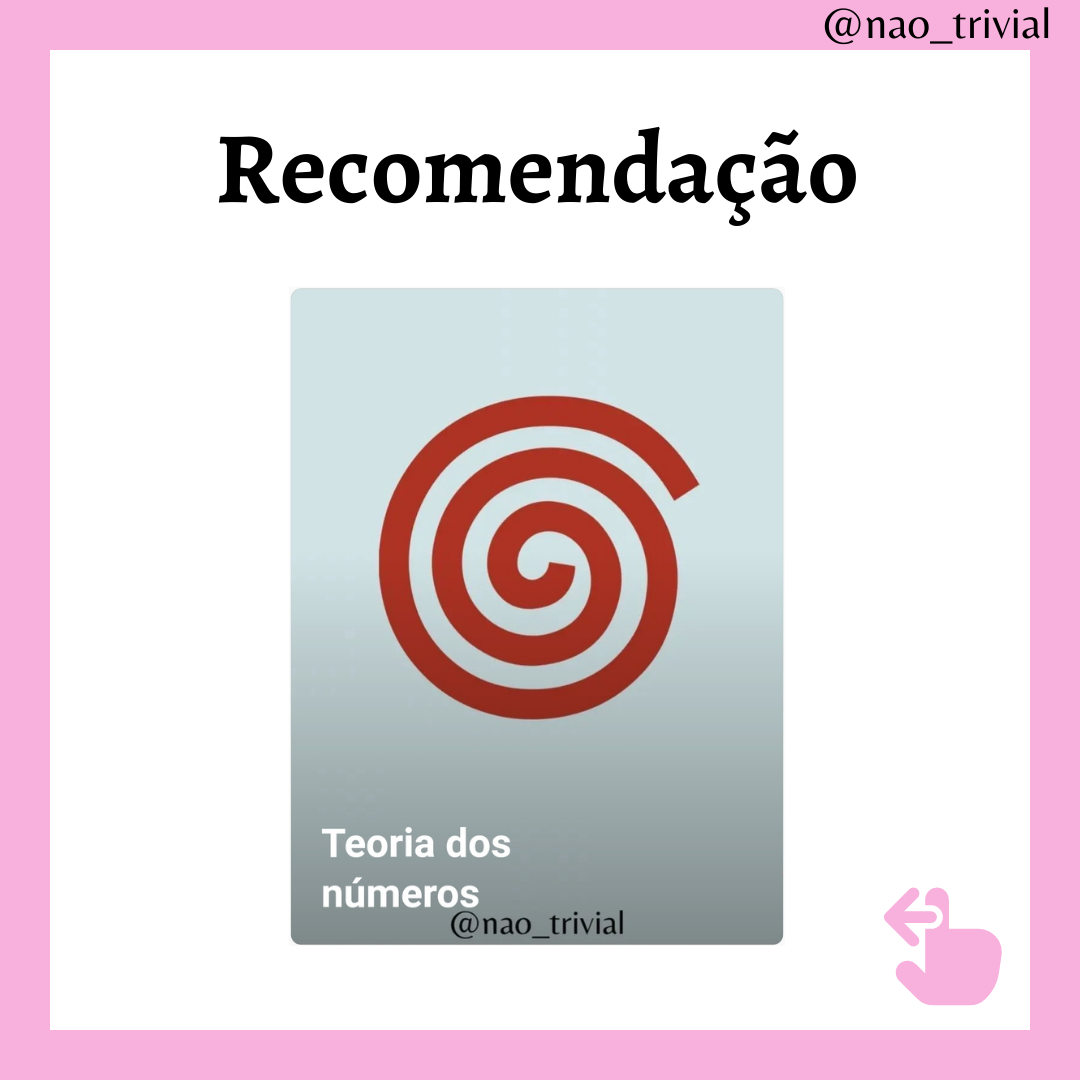 @nao_trivial
Recomendação
Teoria dos
números
@nao_trivial